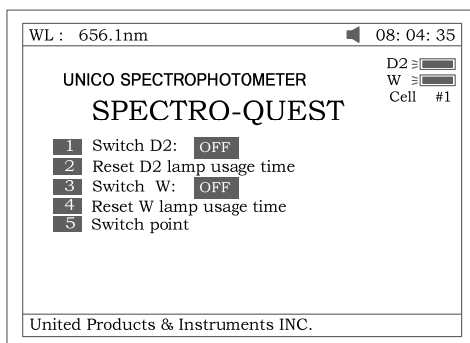 WL: 656.1nm 08: 04: 35
D2
W
Cell #1
UNICO SPECTROPHOTOMETER
SPECTRO-QUEST
1 Switch D2: OFF
2 Reset D2 lamp usage time
3 Switch W: OFF
4 Reset W lamp usage time
5 Switch point
United Products & Instruments INC.